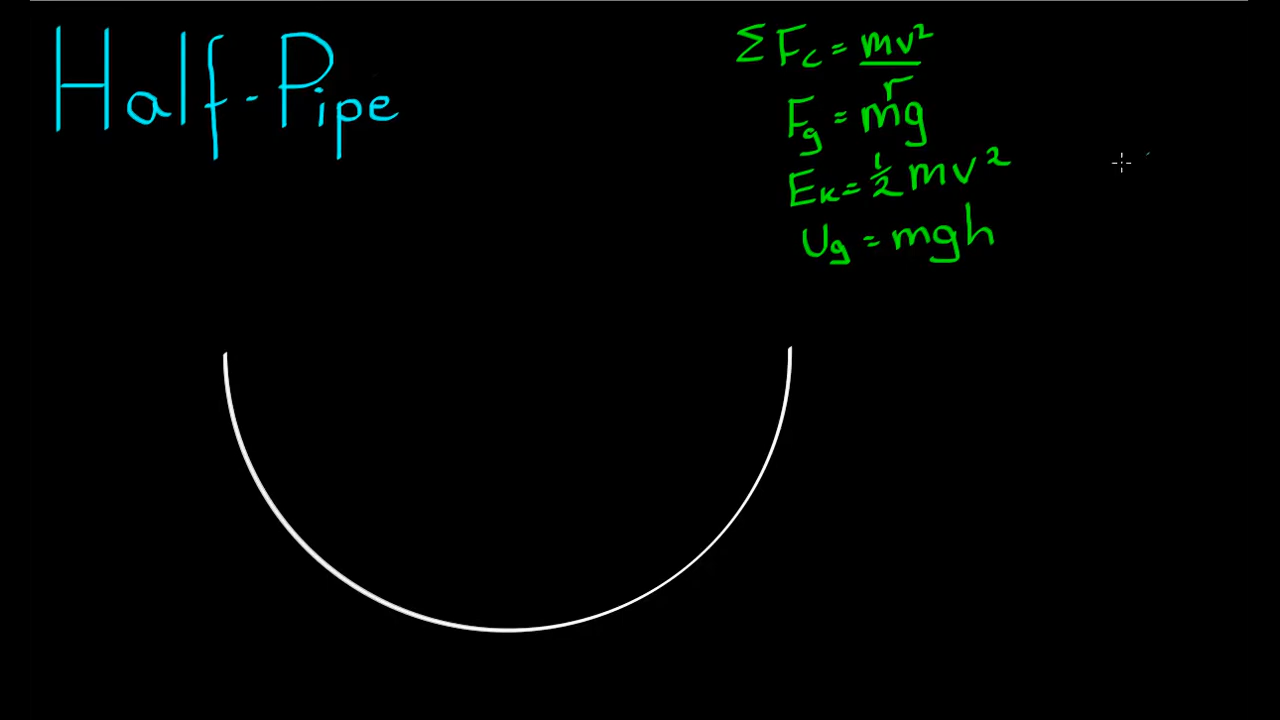 Half-Pipe
ΣFc = mv²/r
Fg = mg
Ek = ½mv²
Ug = mgh